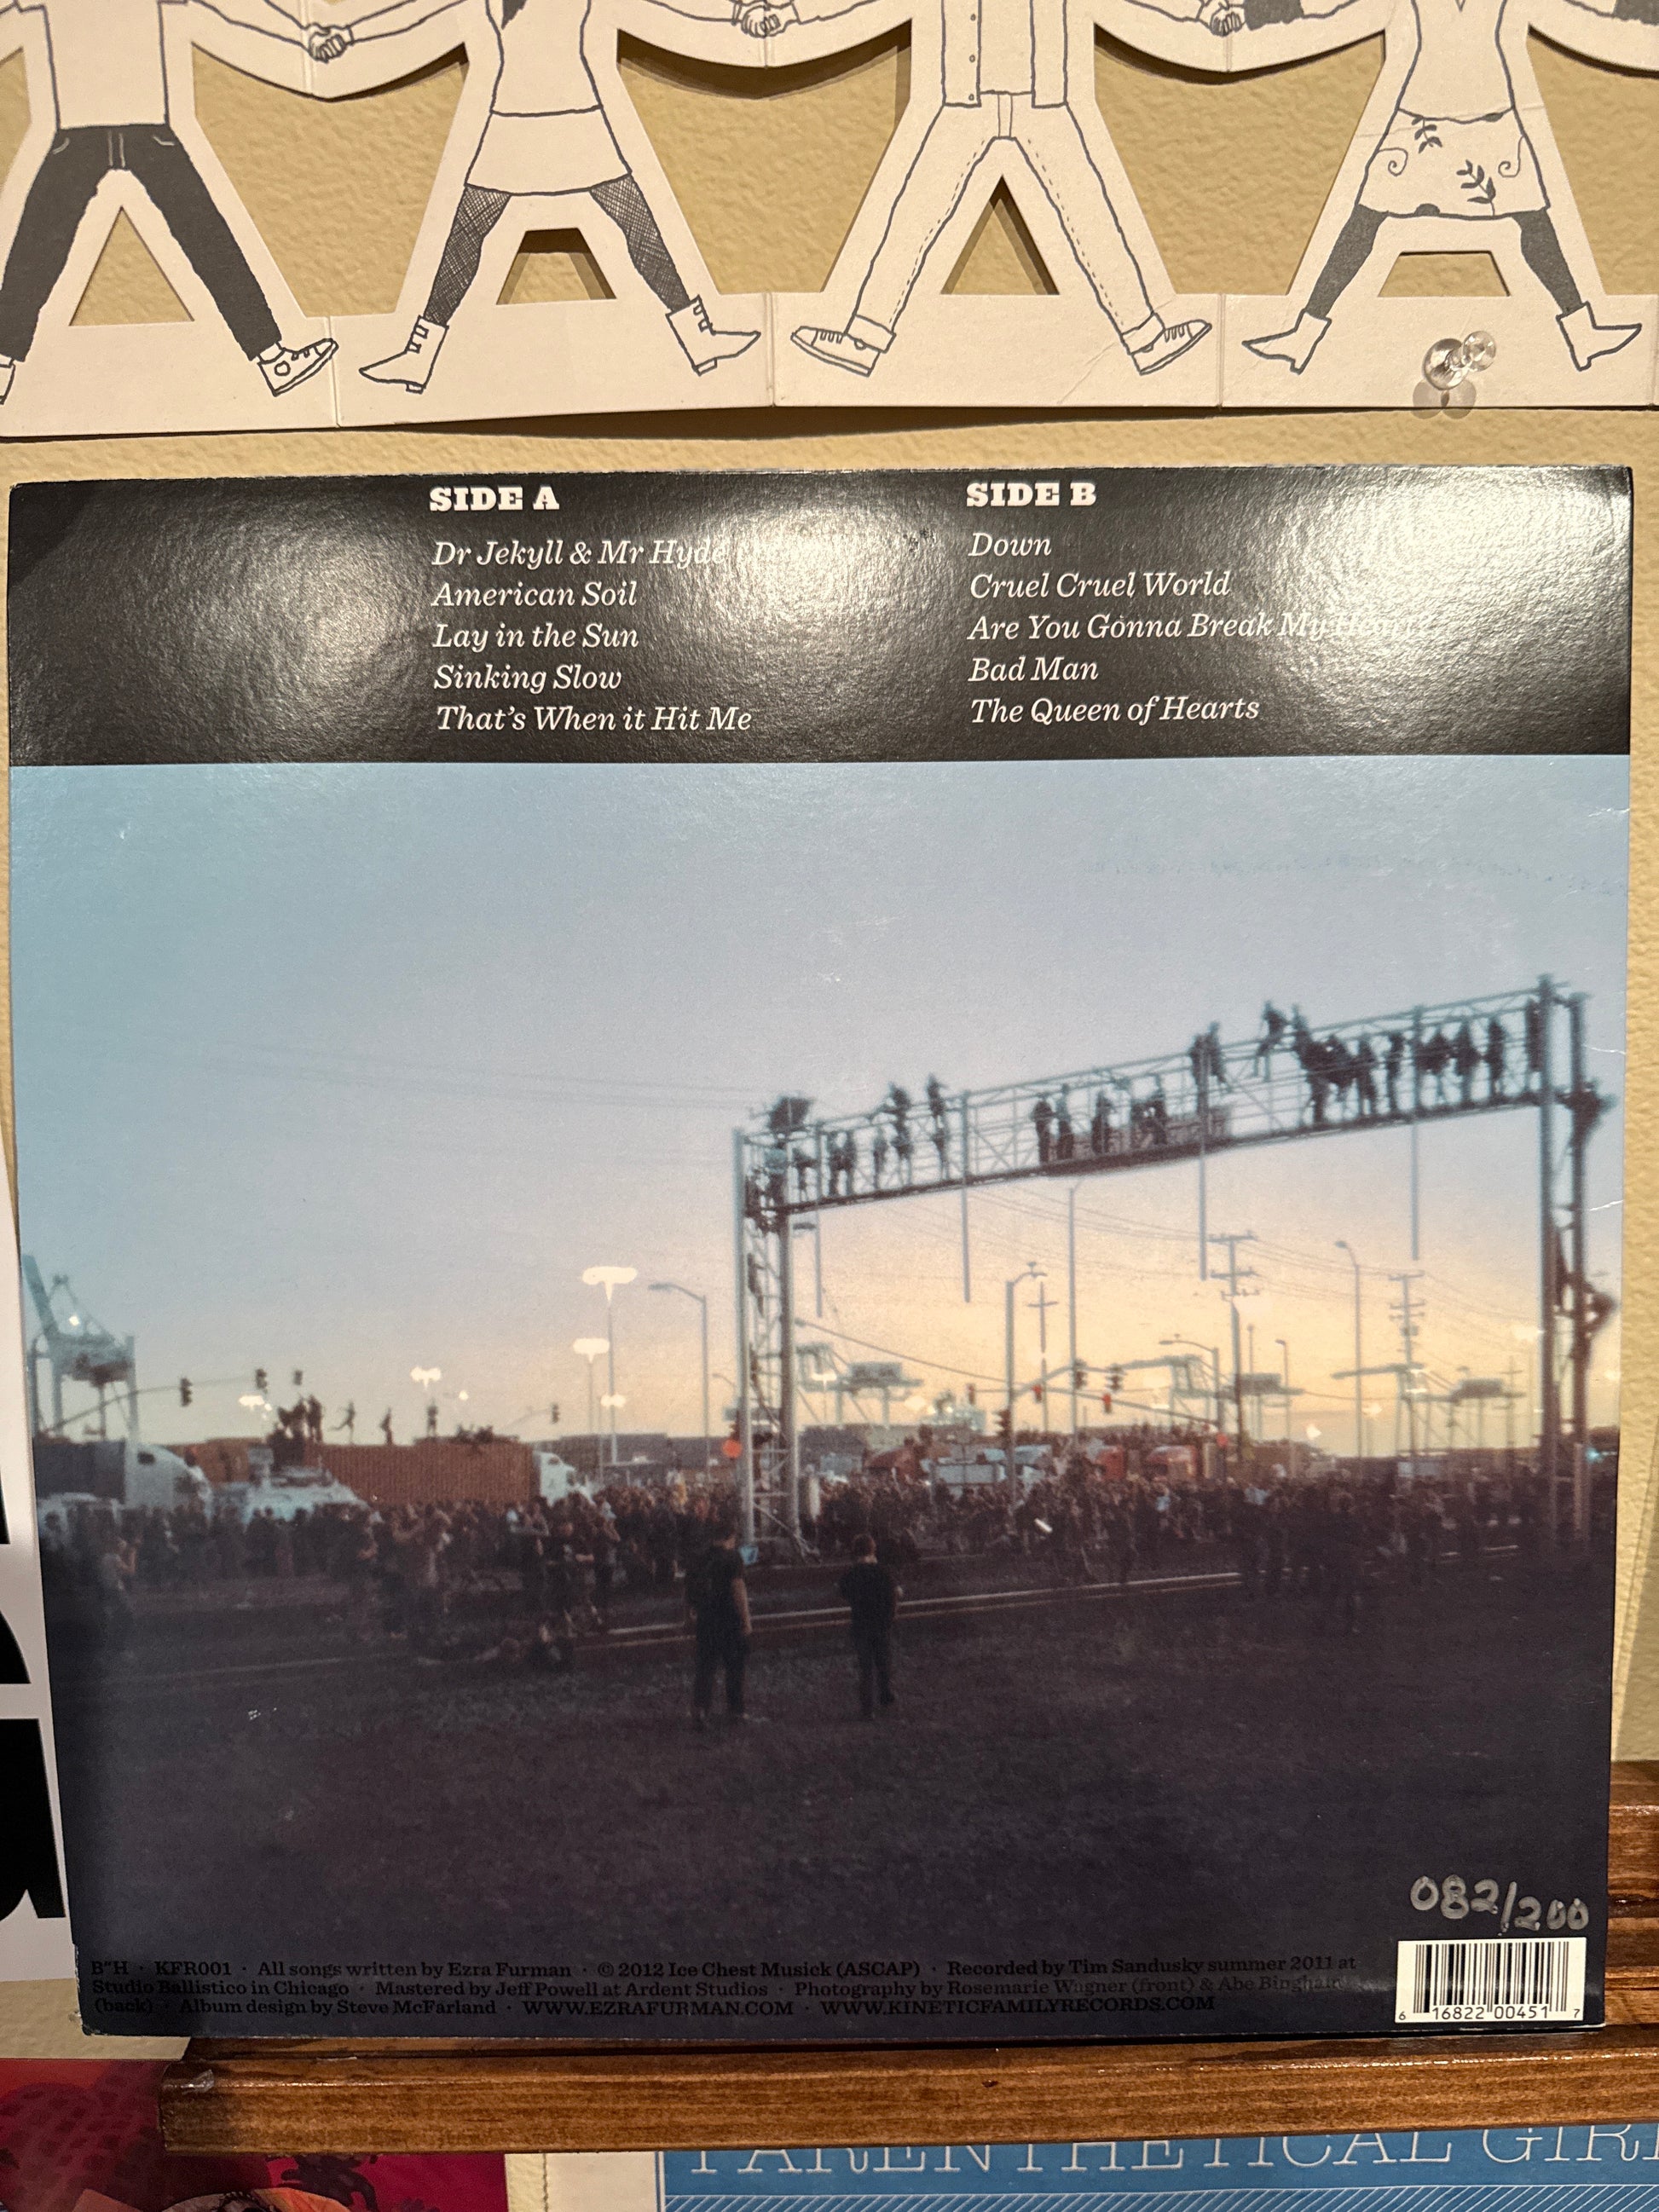 SIDE A
Dr Jekyll & Mr Hyde
American Soil
Lay in the Sun
Sinking Slow
That's When it Hit Me
SIDE B
Down
Cruel Cruel World
Are You Gonna Break My Heart?
Bad Man
The Queen of Hearts
082/200
B"H · KFR001 · All songs written by Ezra Furman · © 2012 Ice Chest Musick (ASCAP) · Recorded by Tim Sandusky summer 2011 at
Studio Ballistico in Chicago · Mastered by Jeff Powell at Ardent Studios · Photography by Rosemarie Wagner (front) & Abe Bingham
(back) · Album design by Steve McFarland · WWW.EZRAFURMAN.COM · WWW.KINETICFAMILYRECORDS.COM
6 16822 00451 7
PARENTHETICAL GIRL